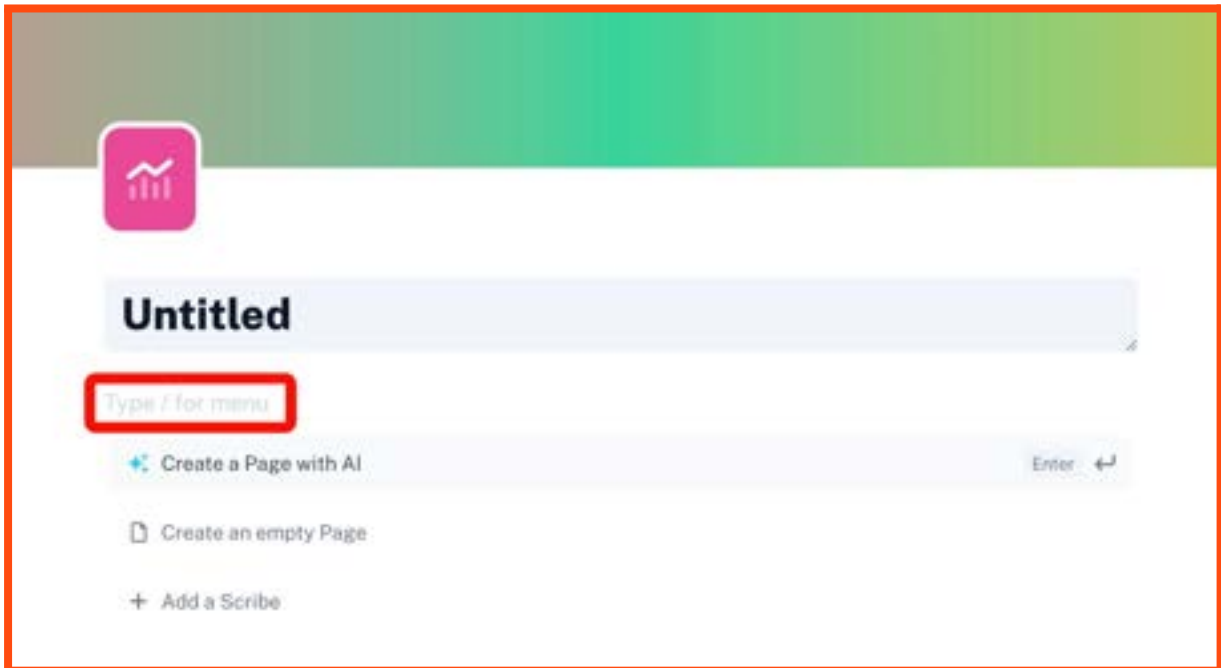 Untitled
Type / for menu
Create a Page with AI Enter
Create an empty Page
Add a Scribe